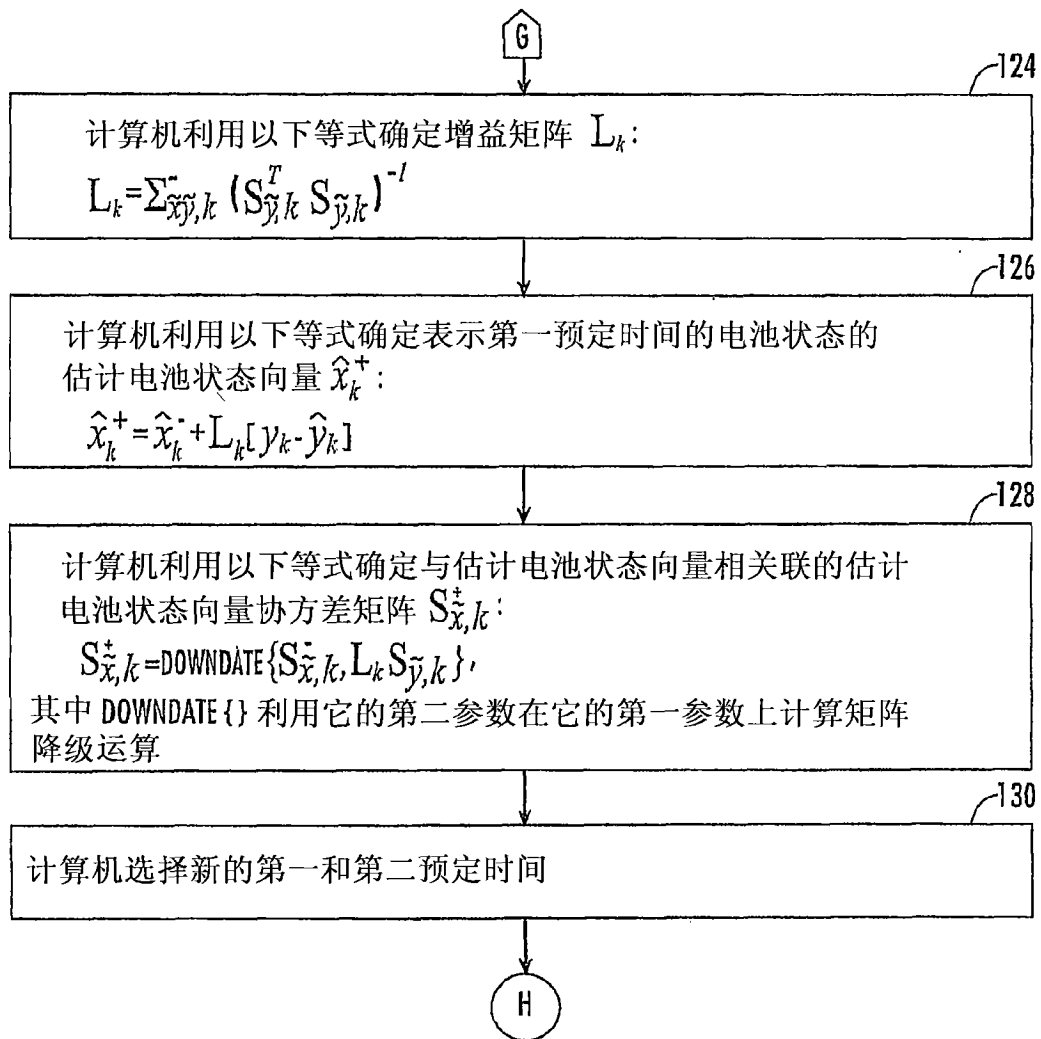 G
124
计算机利用以下等式确定增益矩阵 L_k:
L_k=Σ^-_{x̃ỹ,k} (S^T_{ỹ,k} S_{ỹ,k})^{-1}
126
计算机利用以下等式确定表示第一预定时间的电池状态的
估计电池状态向量 x̂_k^+:
x̂_k^+=x̂_k^-+L_k[y_k-ŷ_k]
128
计算机利用以下等式确定与估计电池状态向量相关联的估计
电池状态向量协方差矩阵 S^+_{x̃,k}:
S^+_{x̃,k}=DOWNDATE{S^-_{x̃,k},L_k S_{ỹ,k}},
其中 DOWNDATE{} 利用它的第二参数在它的第一参数上计算矩阵
降级运算
130
计算机选择新的第一和第二预定时间
H